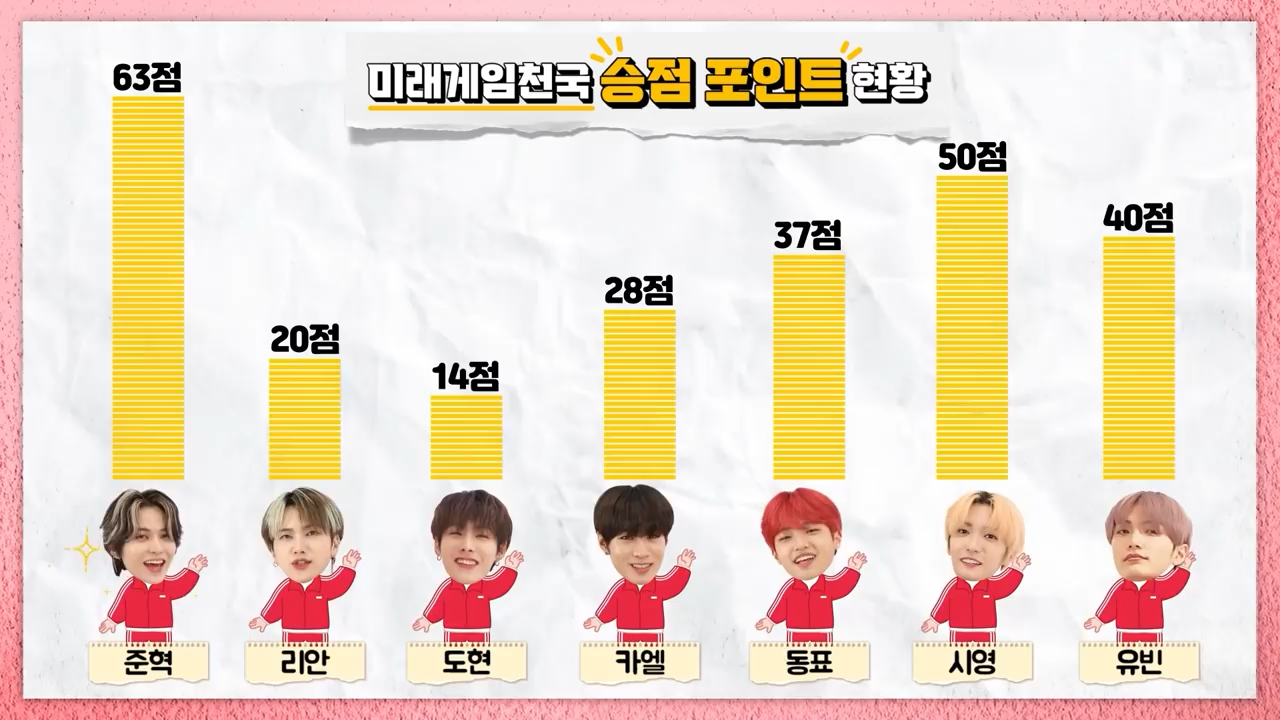 미래게임천국 승점 포인트 현황
63점
20점
14점
28점
37점
50점
40점
준혁
리안
도현
카엘
동표
시영
유빈